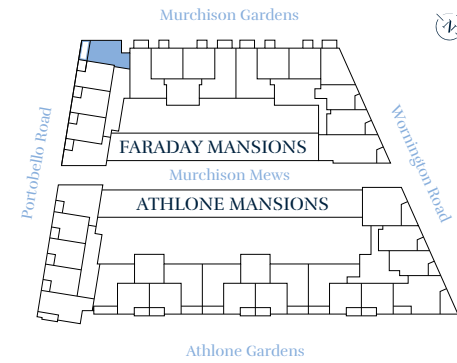 Murchison Gardens
N
Portobello Road
Wornington Road
FARADAY MANSIONS
Murchison Mews
ATHLONE MANSIONS
Athlone Gardens